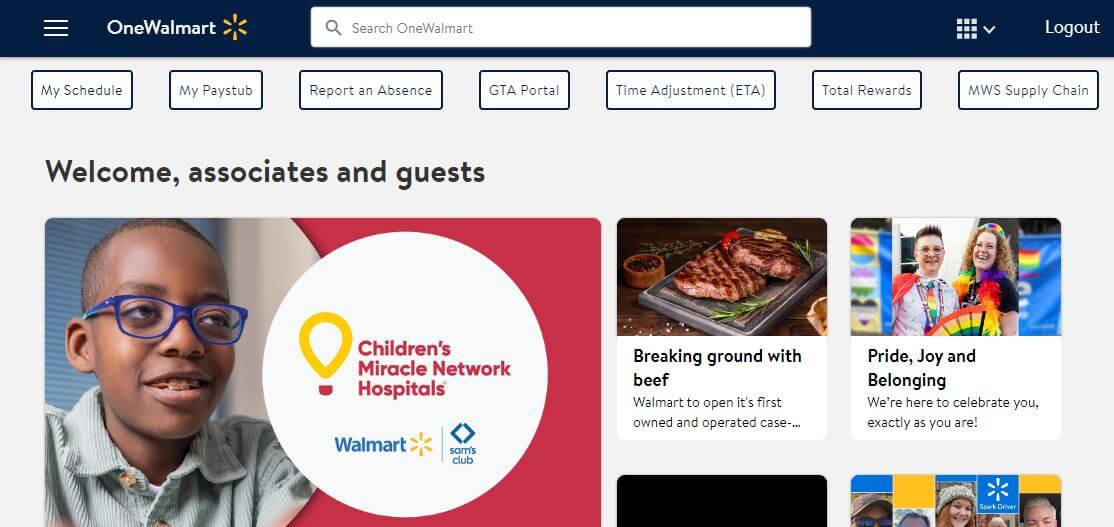 OneWalmart
Search OneWalmart
Logout
My Schedule
My Paystub
Report an Absence
GTA Portal
Time Adjustment (ETA)
Total Rewards
MWS Supply Chain
Welcome, associates and guests
Children's
Miracle Network
Hospitals
Walmart
sam's
club
Breaking ground with
beef
Walmart to open it's first
owned and operated case-...
Pride, Joy and
Belonging
We're here to celebrate you,
exactly as you are!
Spark Driver